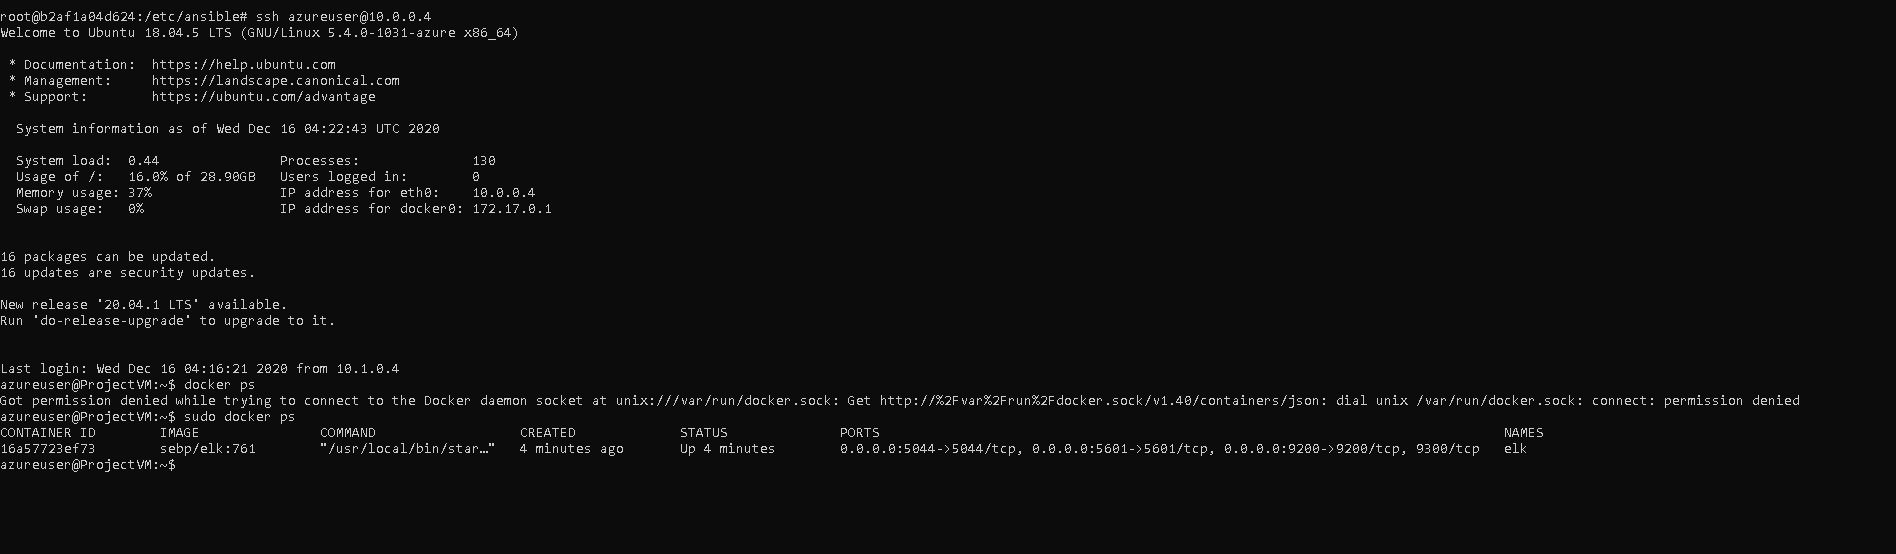 root@b2af1a04d624:/etc/ansible# ssh azureuser@10.0.0.4
Welcome to Ubuntu 18.04.5 LTS (GNU/Linux 5.4.0-1031-azure x86_64)
* Documentation:  https://help.ubuntu.com
* Management:     https://landscape.canonical.com
* Support:        https://ubuntu.com/advantage
System information as of Wed Dec 16 04:22:43 UTC 2020
System load:  0.44               Processes:              130
Usage of /:   16.0% of 28.90GB   Users logged in:        0
Memory usage: 37%                IP address for eth0:    10.0.0.4
Swap usage:   0%                 IP address for docker0: 172.17.0.1
16 packages can be updated.
16 updates are security updates.
New release '20.04.1 LTS' available.
Run 'do-release-upgrade' to upgrade to it.
Last login: Wed Dec 16 04:16:21 2020 from 10.1.0.4
azureuser@ProjectVM:~$ docker ps
Got permission denied while trying to connect to the Docker daemon socket at unix:///var/run/docker.sock: Get http://%2Fvar%2Frun%2Fdocker.sock/v1.40/containers/json: dial unix /var/run/docker.sock: connect: permission denied
azureuser@ProjectVM:~$ sudo docker ps
CONTAINER ID        IMAGE               COMMAND                  CREATED             STATUS              PORTS                                                                              NAMES
16a57723ef73        sebp/elk:761        "/usr/local/bin/star…"   4 minutes ago       Up 4 minutes        0.0.0.0:5044->5044/tcp, 0.0.0.0:5601->5601/tcp, 0.0.0.0:9200->9200/tcp, 9300/tcp   elk
azureuser@ProjectVM:~$